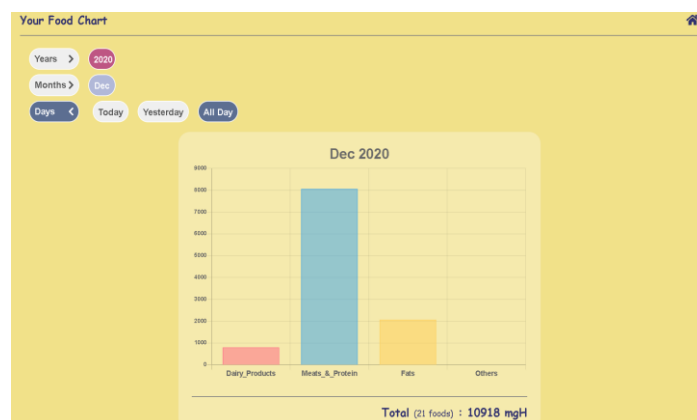 Your Food Chart
Years > 2020
Months > Dec
Days < Today Yesterday All Day
Dec 2020
9000
8000
7000
6000
5000
4000
3000
2000
1000
0
Dairy_Products Meats_&_Protein Fats Others
Total (21 foods) : 10918 mgH